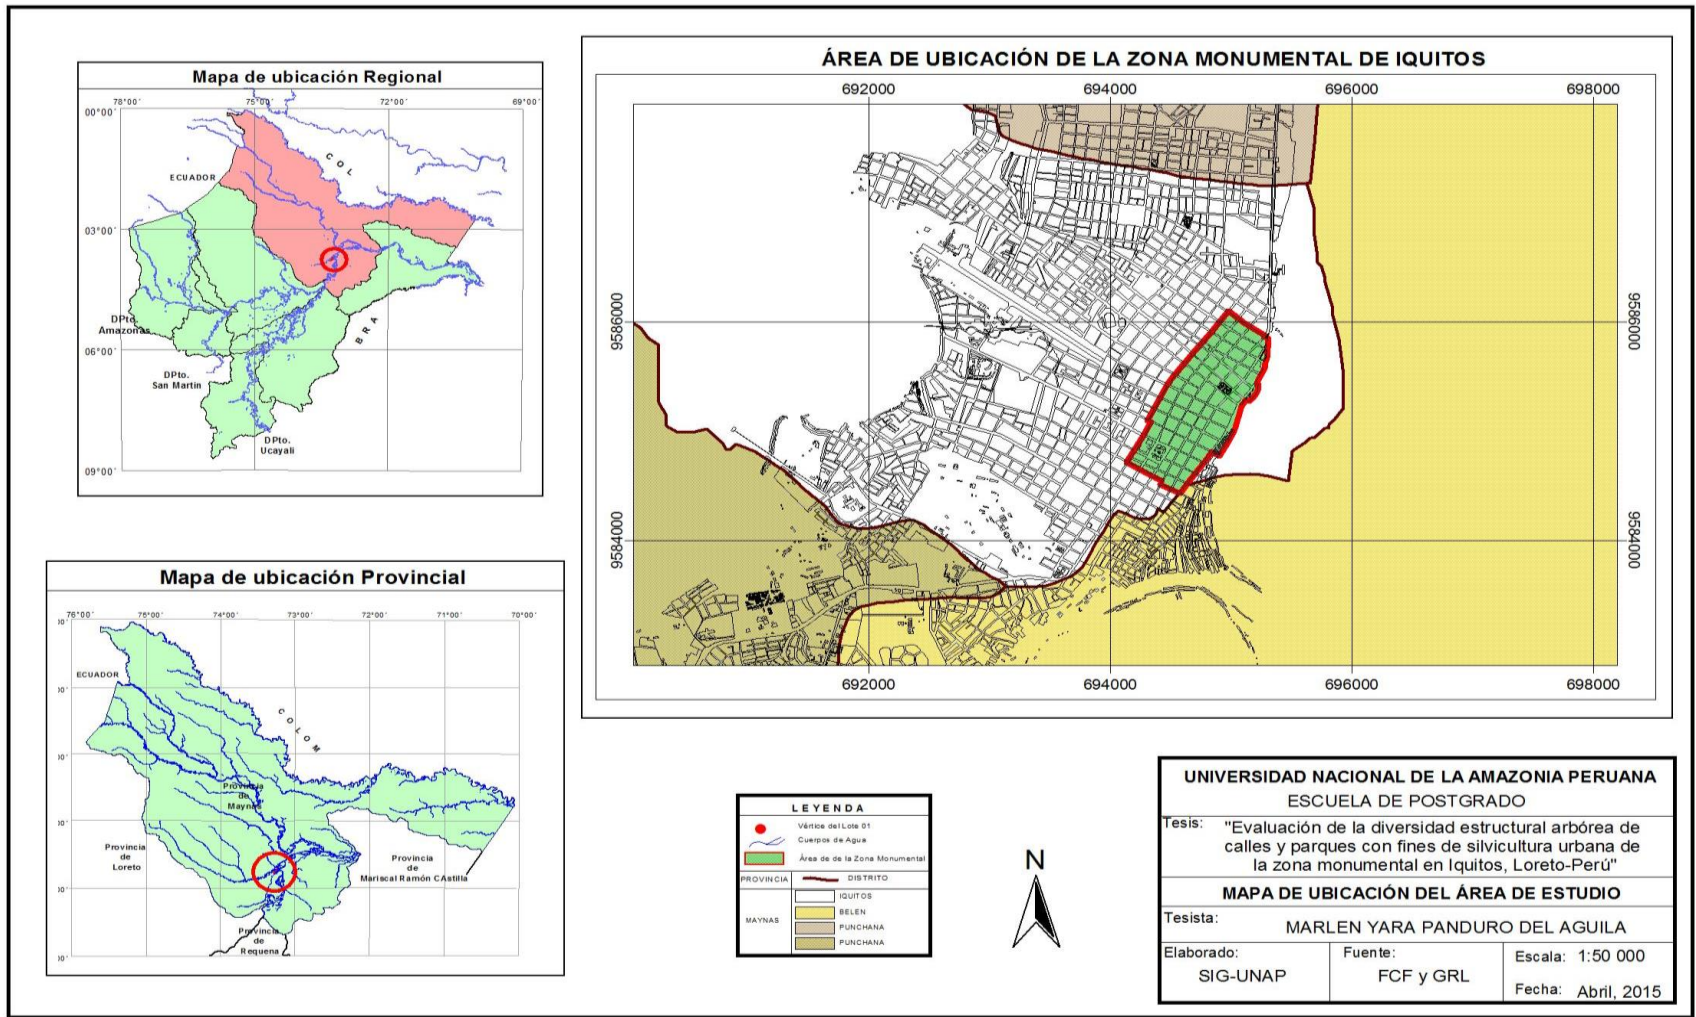 Mapa de ubicación Regional
78°00´ 75°00´ 72°00´ 69°00´
00°00´
COL
ECUADOR
03°00´
DPto.
Amazonas
BRA
06°00´
DPto.
San Martin
DPto.
Ucayali
09°00´
Mapa de ubicación Provincial
76°00´ 75°00´ 74°00´ 73°00´ 72°00´ 71°00´ 70°00´
ECUADOR
COLOM
Provincia
de
Maynas
Provincia
de
Loreto
Provincia
de
Mariscal Ramón CAstilla
Provincia
de
Requena
ÁREA DE UBICACIÓN DE LA ZONA MONUMENTAL DE IQUITOS
692000 694000 696000 698000
9586000 9586000
9584000 9584000
692000 694000 696000 698000
LEYENDA
Vértice del Lote 01
Cuerpos de Agua
Área de de la Zona Monumental
PROVINCIA DISTRITO
MAYNAS
IQUITOS
BELEN
PUNCHANA
PUNCHANA
N
UNIVERSIDAD NACIONAL DE LA AMAZONIA PERUANA
ESCUELA DE POSTGRADO
Tesis: "Evaluación de la diversidad estructural arbórea de
calles y parques con fines de silvicultura urbana de
la zona monumental en Iquitos, Loreto-Perú"
MAPA DE UBICACIÓN DEL ÁREA DE ESTUDIO
Tesista:
MARLEN YARA PANDURO DEL AGUILA
Elaborado:
SIG-UNAP
Fuente:
FCF y GRL
Escala: 1:50 000
Fecha: Abril, 2015